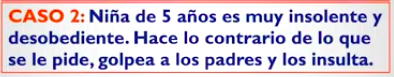 CASO 2: Niña de 5 años es muy insolente y
desobediente. Hace lo contrario de lo que
se le pide, golpea a los padres y los insulta.